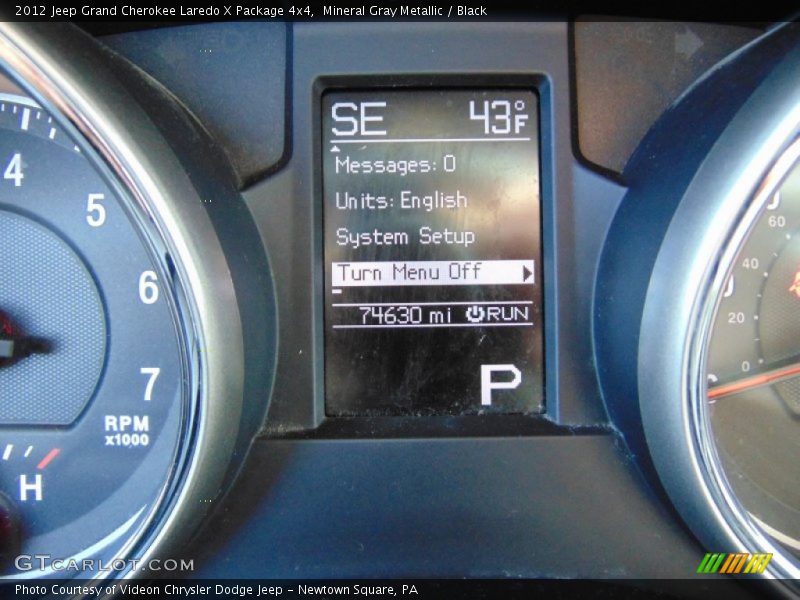 2012 Jeep Grand Cherokee Laredo X Package 4x4, Mineral Gray Metallic / Black
SE 43°F
Messages: 0
Units: English
System Setup
Turn Menu Off
74630 mi RUN
P
4
5
6
7
RPM
x1000
H
60
40
20
0
GTCARLOT.COM
Photo Courtesy of Videon Chrysler Dodge Jeep - Newtown Square, PA